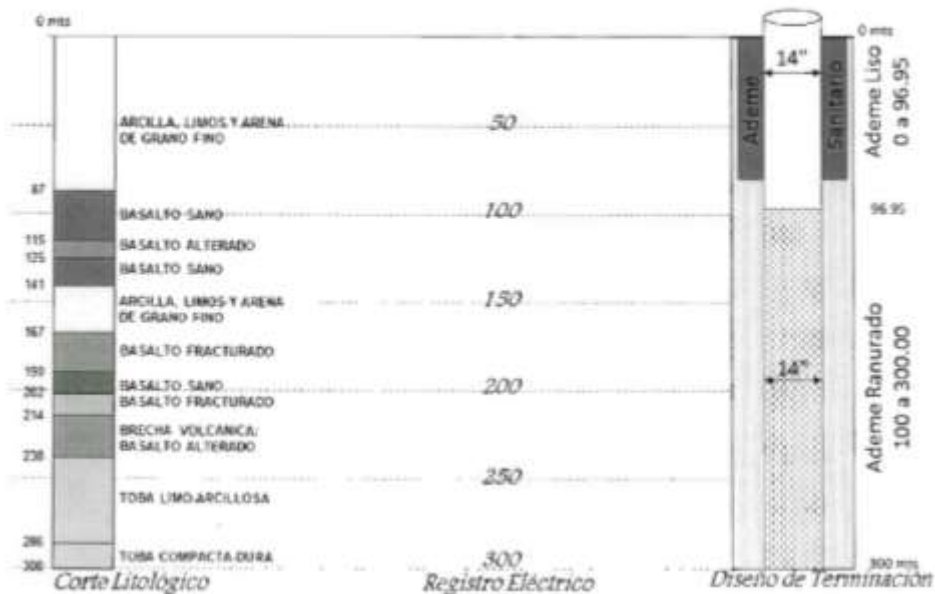 0 mts
ARCILLA, LIMOS Y ARENA
DE GRANO FINO
87
BASALTO SANO
115
BASALTO ALTERADO
125
BASALTO SANO
141
ARCILLA, LIMOS Y ARENA
DE GRANO FINO
167
BASALTO FRACTURADO
190
BASALTO SANO
202
BASALTO FRACTURADO
214
BRECHA VOLCANICA;
BASALTO ALTERADO
238
TOBA LIMO-ARCILLOSA
286
TOBA COMPACTA-DURA
300
Corte Litológico
50
100
150
200
250
300
Registro Eléctrico
0 mts
14"
Ademe
Sanitario
Ademe Liso
0 a 96.95
96.95
14"
Ademe Ranurado
100 a 300.00
300 mts
Diseño de Terminación